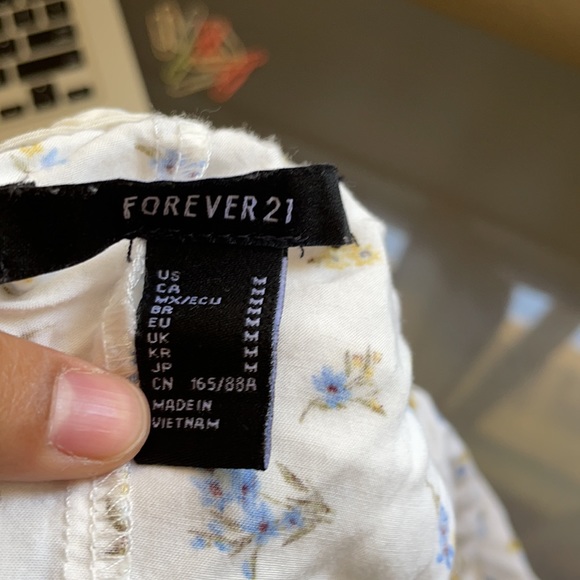 FOREVER 21
US M
CA M
MX/ECU M
BR M
EU M
UK M
KR M
JP M
CN 165/88A
MADE IN
VIETNAM